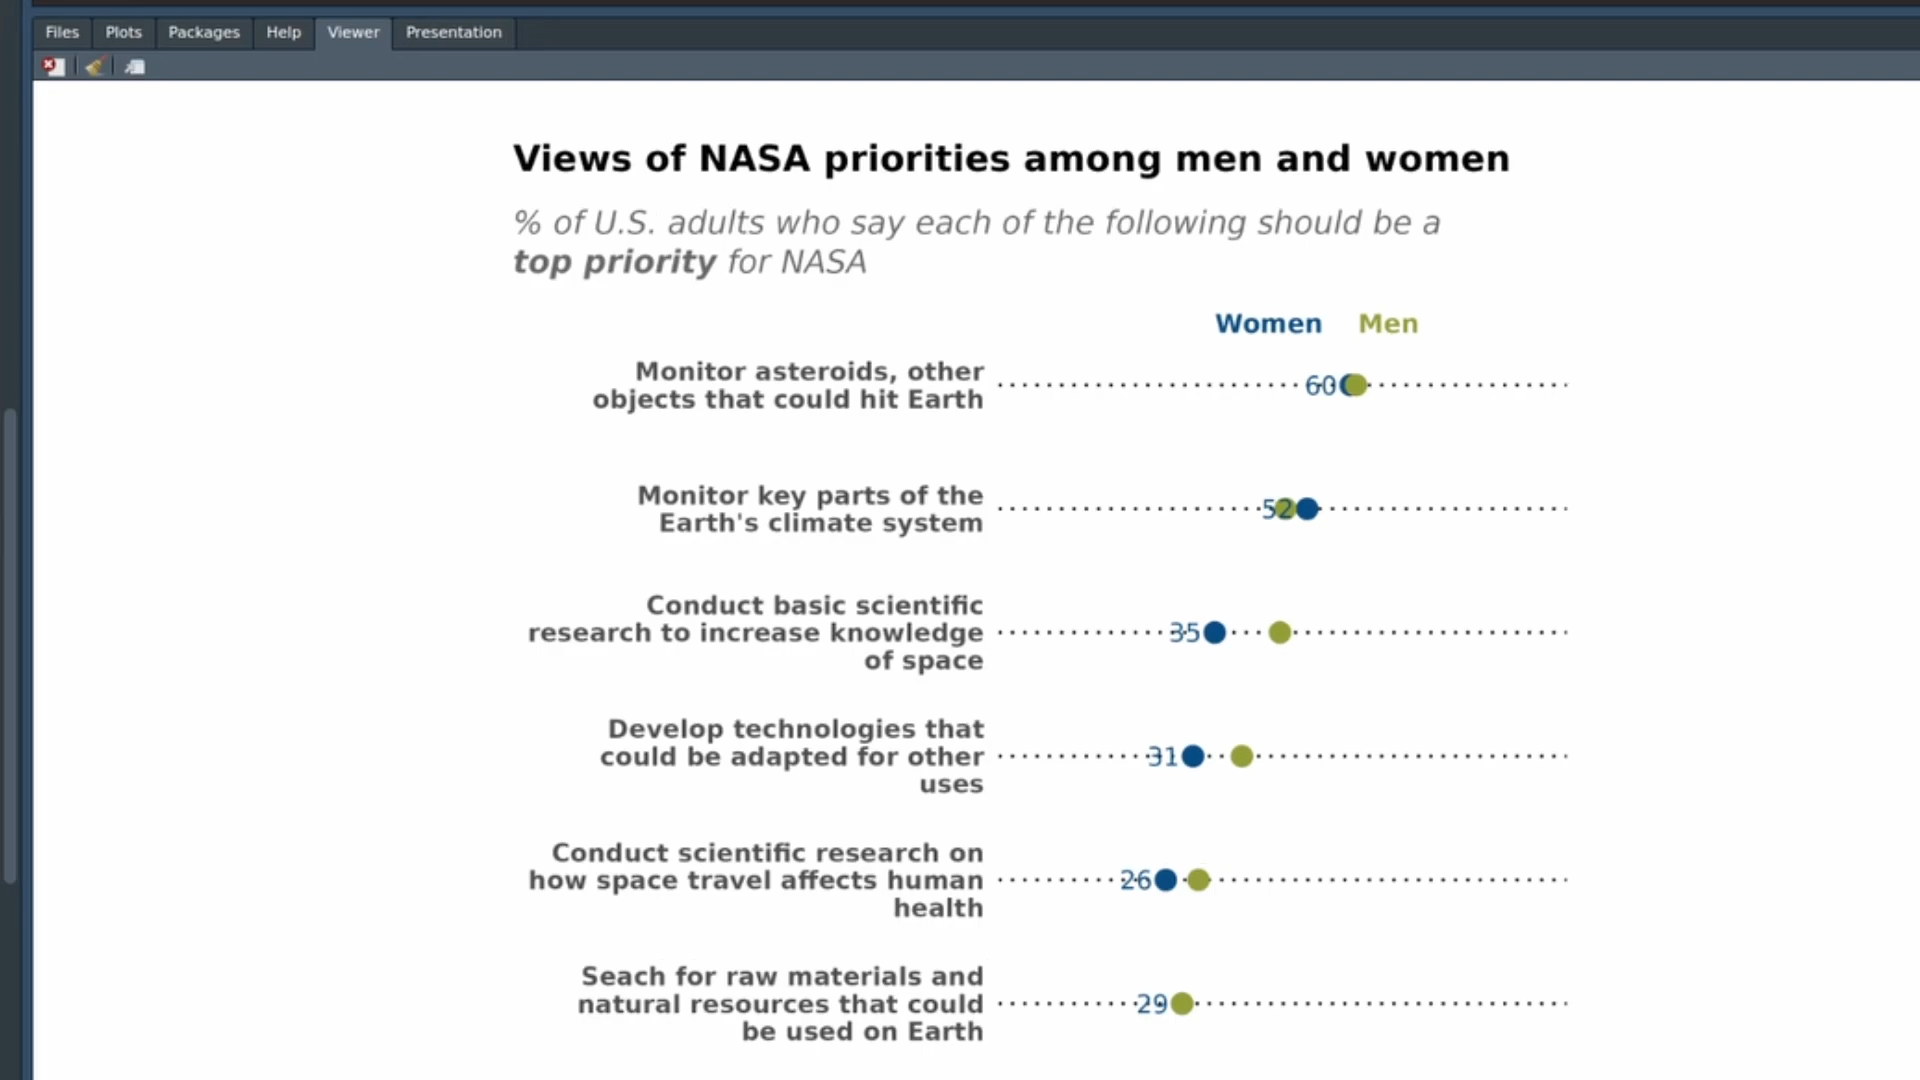 Files Plots Packages Help Viewer Presentation
Views of NASA priorities among men and women
% of U.S. adults who say each of the following should be a
top priority for NASA
Women Men
Monitor asteroids, other
objects that could hit Earth
60
Monitor key parts of the
Earth's climate system
52
Conduct basic scientific
research to increase knowledge
of space
35
Develop technologies that
could be adapted for other
uses
31
Conduct scientific research on
how space travel affects human
health
26
Seach for raw materials and
natural resources that could
be used on Earth
29